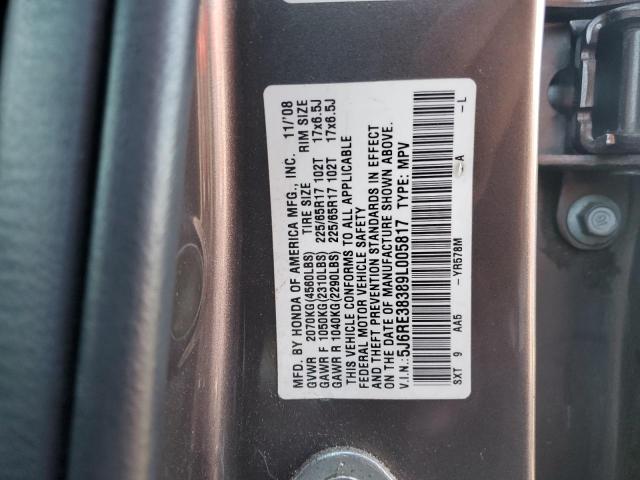 MFD. BY HONDA OF AMERICA MFG., INC. 11/'08
GVWR 2070KG(4560LBS) TIRE SIZE RIM SIZE
GAWR F 1050KG(2310LBS) 225/65R17 102T 17x6.5J
GAWR R 1040KG(2290LBS) 225/65R17 102T 17x6.5J
THIS VEHICLE CONFORMS TO ALL APPLICABLE
FEDERAL MOTOR VEHICLE SAFETY
AND THEFT PREVENTION STANDARDS IN EFFECT
ON THE DATE OF MANUFACTURE SHOWN ABOVE.
V.I.N.:5J6RE38389L005817 TYPE: MPV
SXT 9 AA5 -YR578M A -L